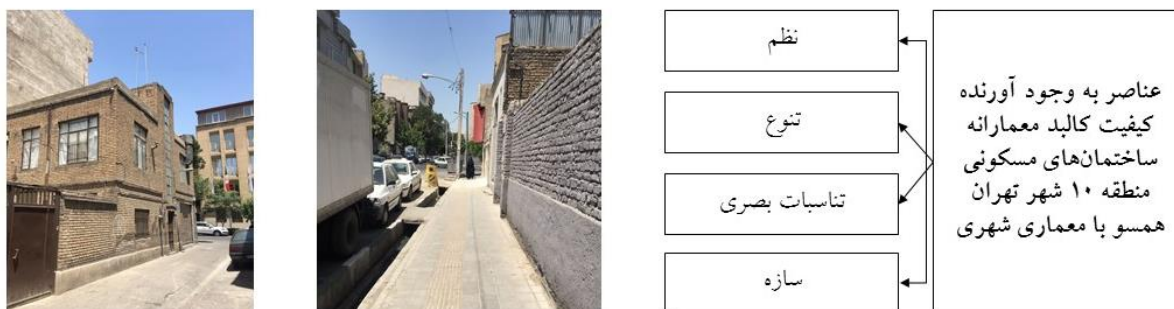 عناصر به وجود آورنده
کیفیت کالبد معمارانه
ساختمان‌های مسکونی
منطقه ۱۰ شهر تهران
همسو با معماری شهری
نظم
تنوع
تناسبات بصری
سازه